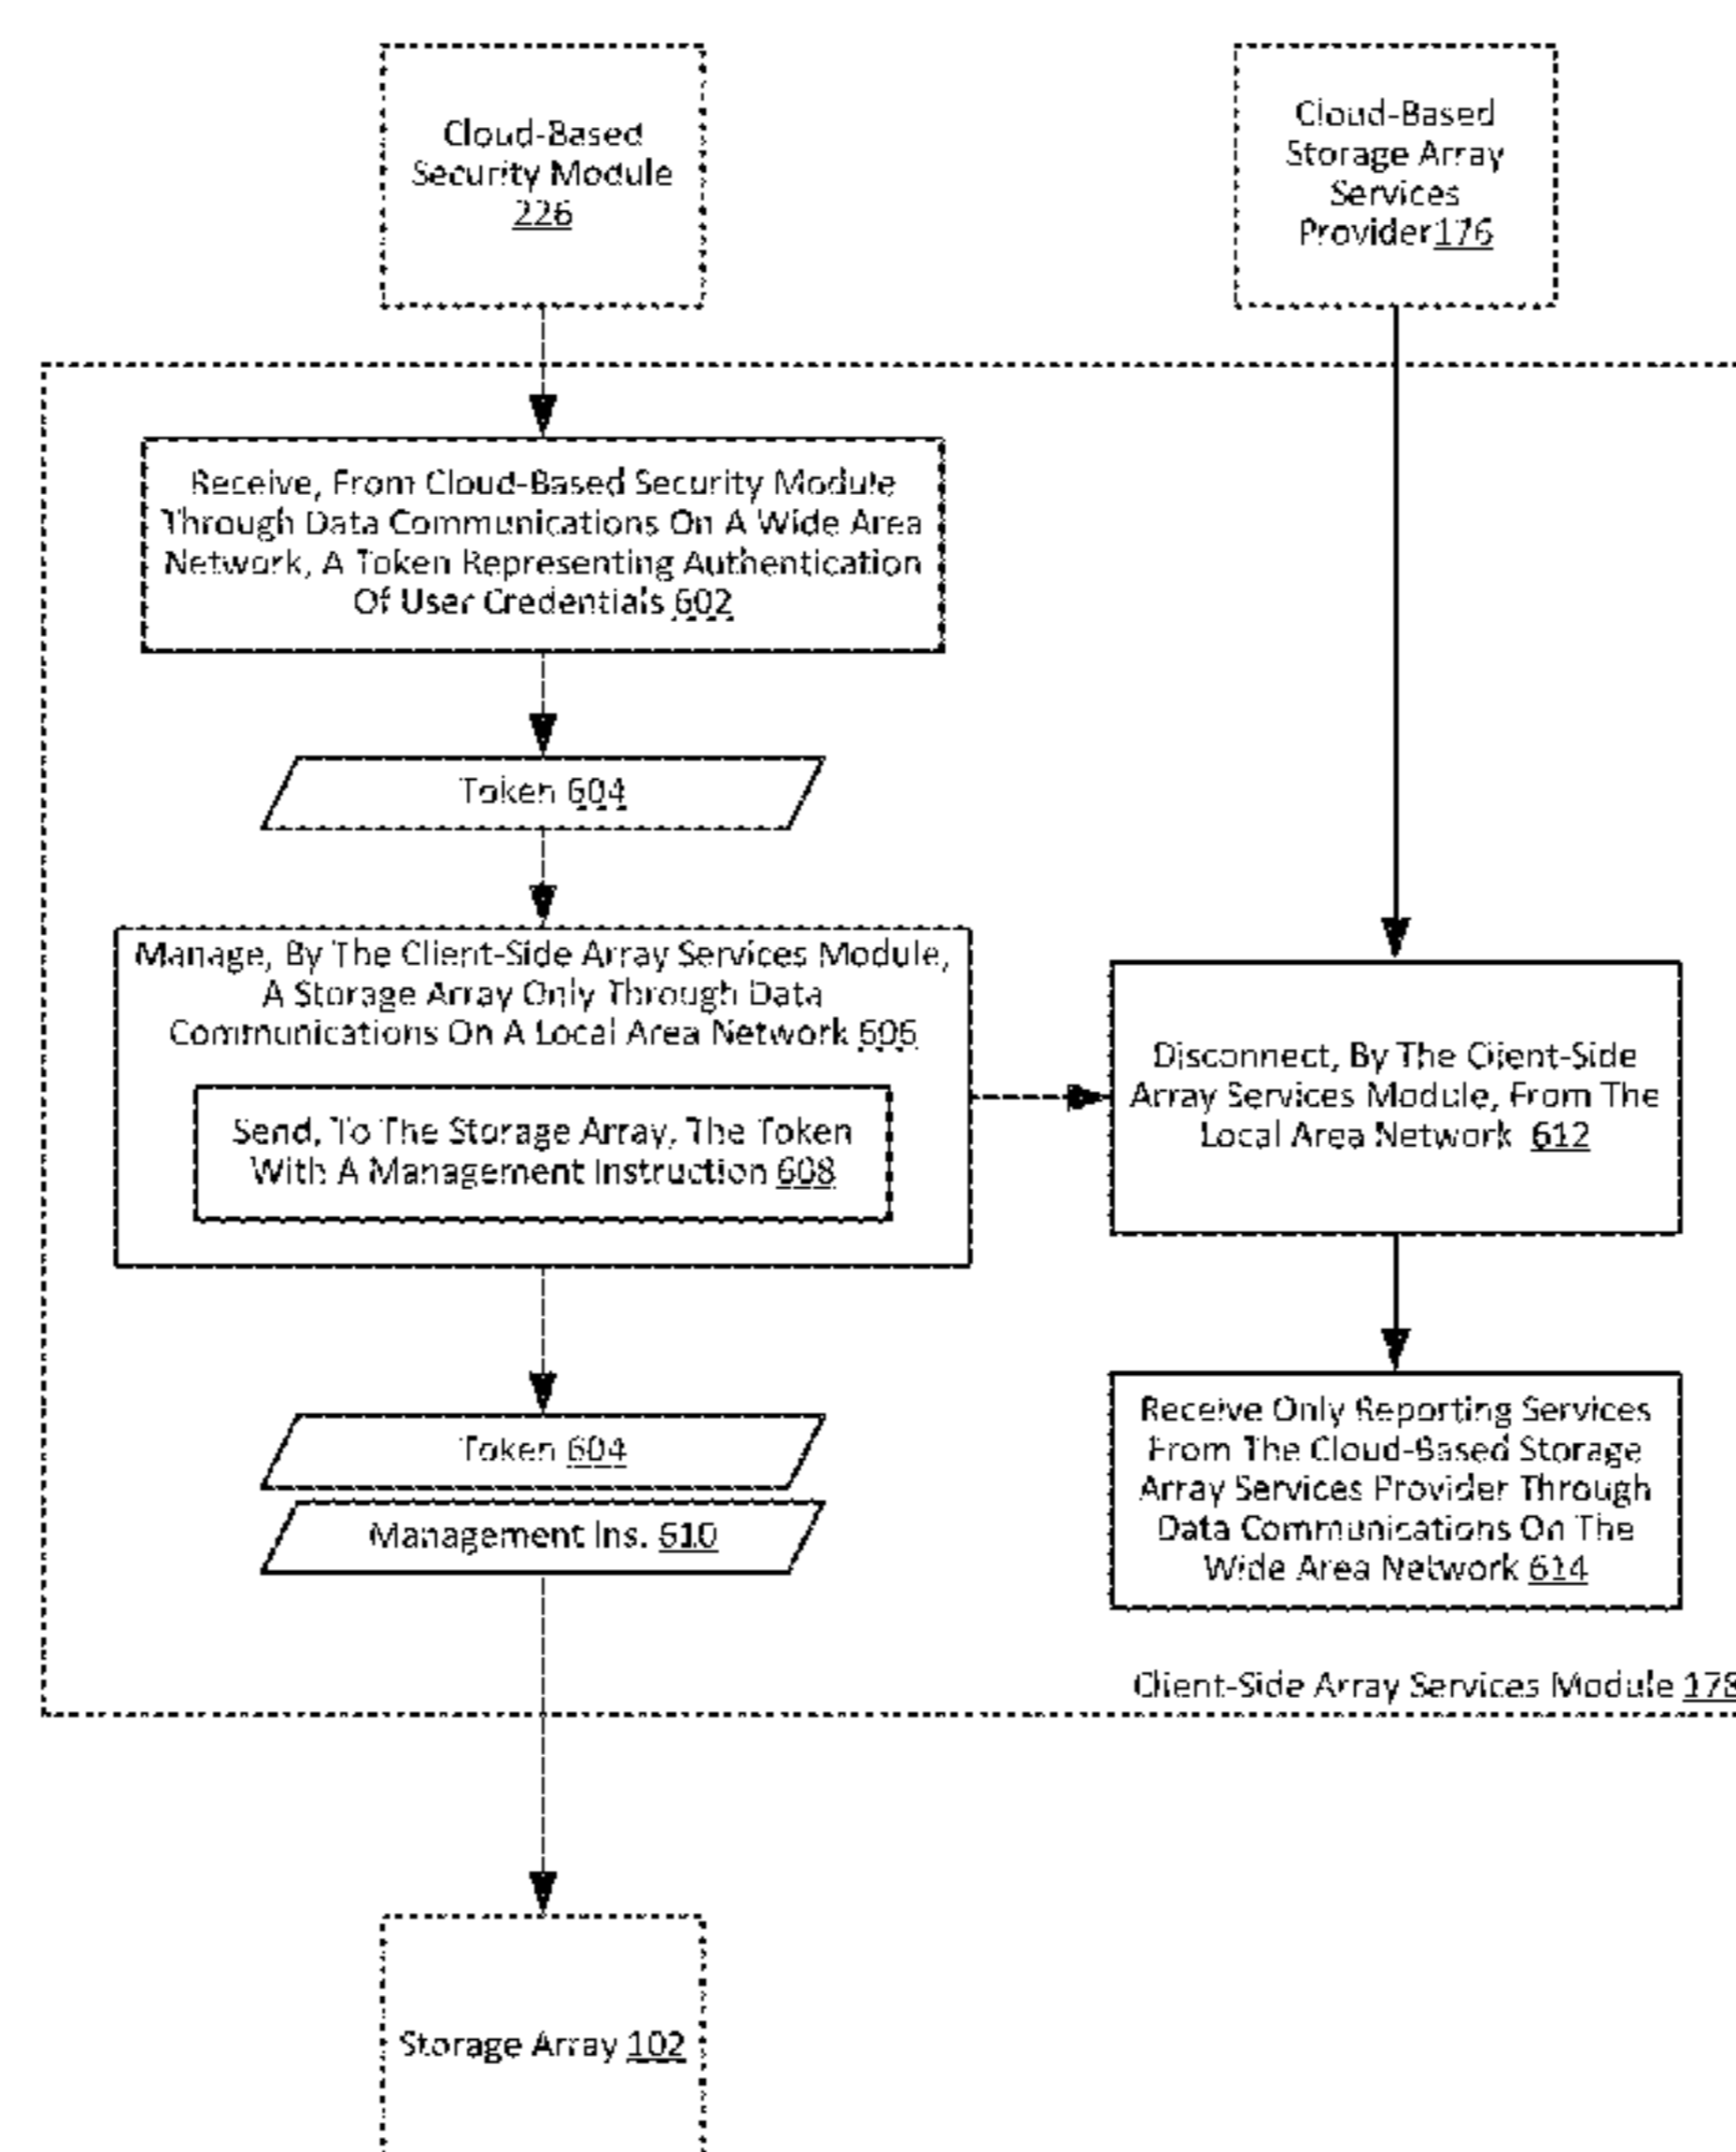 Cloud-Based
Security Module
226
Cloud-Based
Storage Array
Services
Provider176
Receive, From Cloud-Based Security Module
Through Data Communications On A Wide Area
Network, A Token Representing Authentication
Of User Credentials 602
Token 604
Manage, By The Client-Side Array Services Module,
A Storage Array Only Through Data
Communications On A Local Area Network 606
Send, To The Storage Array, The Token
With A Management Instruction 608
Disconnect, By The Client-Side
Array Services Module, From The
Local Area Network 612
Token 604
Management Ins. 610
Receive Only Reporting Services
From The Cloud-Based Storage
Array Services Provider Through
Data Communications On The
Wide Area Network 614
Client-Side Array Services Module 178
Storage Array 102